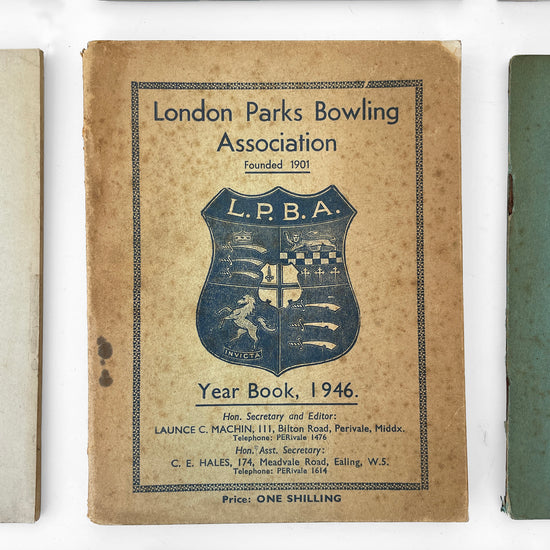 London Parks Bowling
Association
Founded 1901
L.P.B.A.
INVICTA
Year Book, 1946.
Hon. Secretary and Editor:
LAUNCE C. MACHIN, 111, Bilton Road, Perivale, Middx.
Telephone: PERivale 1476
Hon. Asst. Secretary:
C. E. HALES, 174, Meadvale Road, Ealing, W.5.
Telephone: PERivale 1614
Price: ONE SHILLING